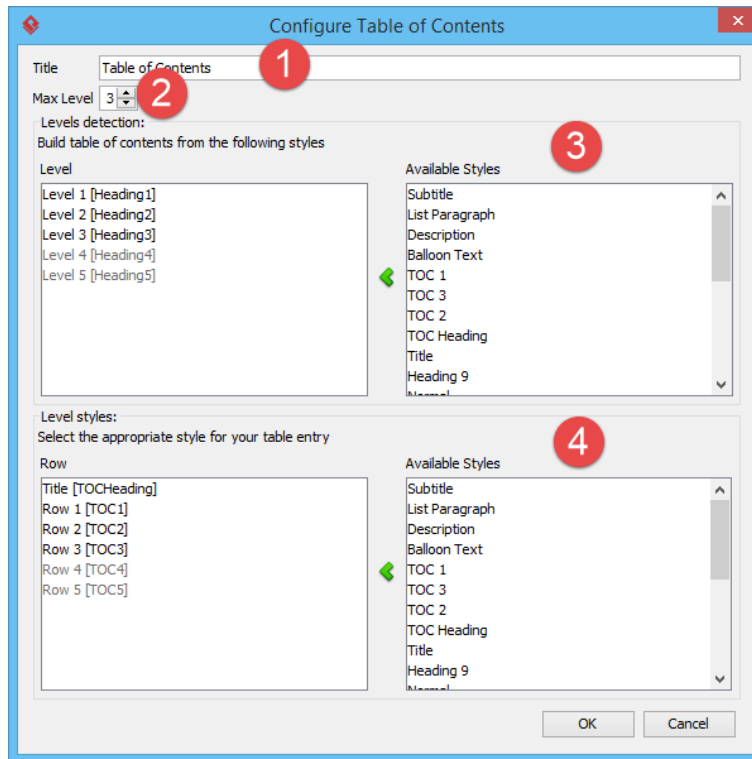 Configure Table of Contents
Title Table of Contents 1
Max Level 3 2
Levels detection:
Build table of contents from the following styles
3
Level
Level 1 [Heading1]
Level 2 [Heading2]
Level 3 [Heading3]
Level 4 [Heading4]
Level 5 [Heading5]
Available Styles
Subtitle
List Paragraph
Description
Balloon Text
TOC 1
TOC 3
TOC 2
TOC Heading
Title
Heading 9
Normal
Level styles:
Select the appropriate style for your table entry
4
Row
Title [TOCHeading]
Row 1 [TOC1]
Row 2 [TOC2]
Row 3 [TOC3]
Row 4 [TOC4]
Row 5 [TOC5]
Available Styles
Subtitle
List Paragraph
Description
Balloon Text
TOC 1
TOC 3
TOC 2
TOC Heading
Title
Heading 9
Normal
OK Cancel